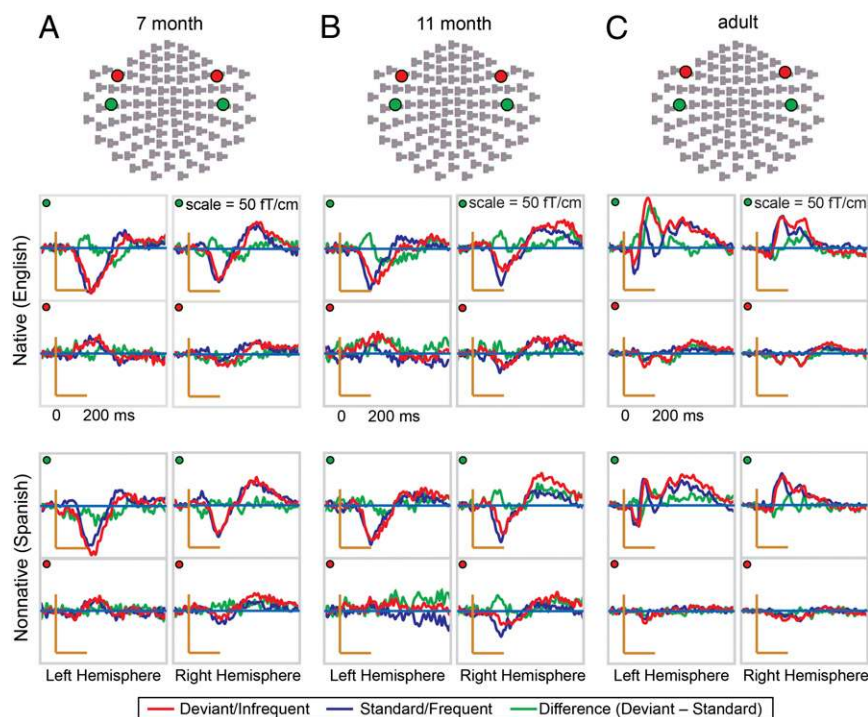 A 7 month
B 11 month
C adult
Native (English)
scale = 50 fT/cm
scale = 50 fT/cm
scale = 50 fT/cm
0 200 ms
0 200 ms
0 200 ms
Nonnative (Spanish)
Left Hemisphere Right Hemisphere
Left Hemisphere Right Hemisphere
Left Hemisphere Right Hemisphere
Deviant/Infrequent Standard/Frequent Difference (Deviant – Standard)